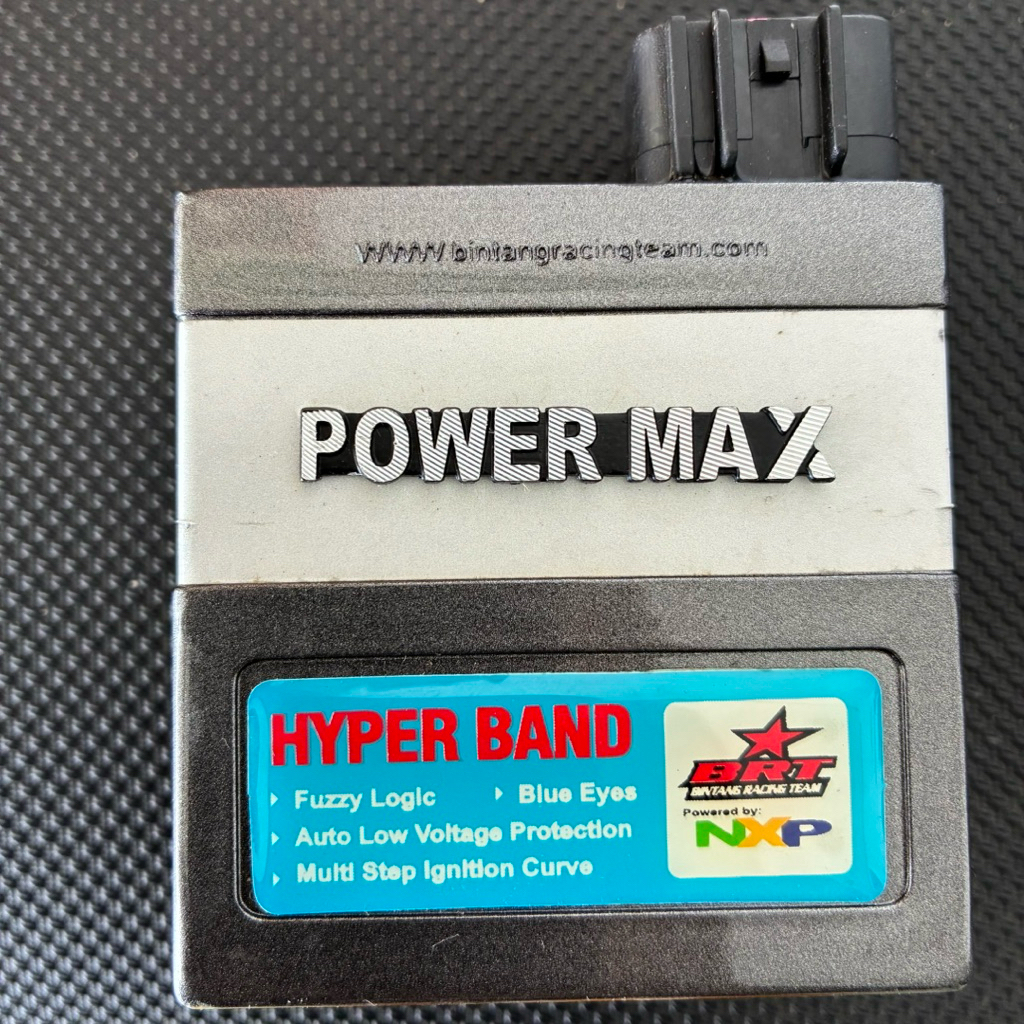 WWW.bintangracingteam.com
POWER MAX
HYPER BAND
Fuzzy Logic
Blue Eyes
Auto Low Voltage Protection
Multi Step Ignition Curve
BRT
BINTANG RACING TEAM
Powered by:
NXP